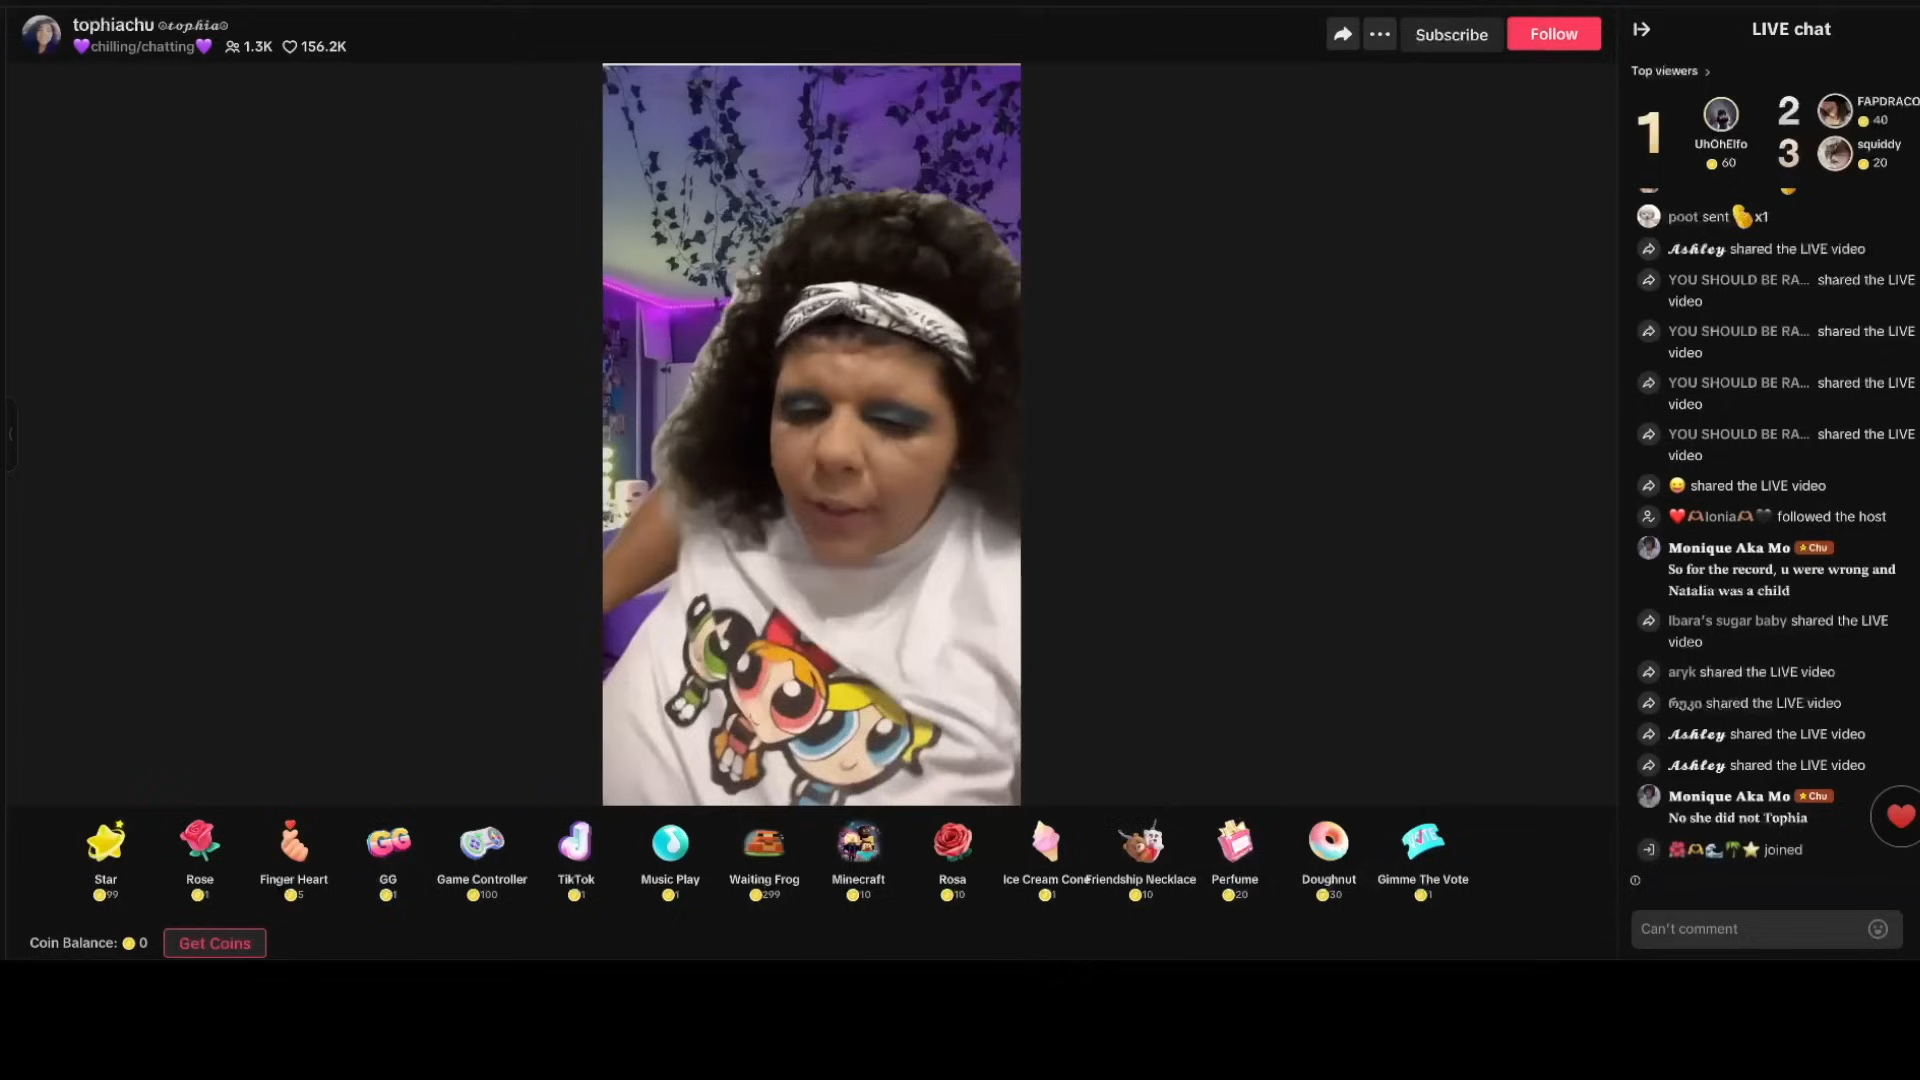 tophiachu ☺𝓽𝓸𝓹𝓱𝓲𝓪☺
💜chilling/chatting💜 1.3K 156.2K
Subscribe
Follow
LIVE chat
Top viewers >
1
UhOhElfo
60
2
FAPDRACO
40
3
squiddy
20
poot sent x1
𝓐𝓼𝓱𝓵𝓮𝔂 shared the LIVE video
YOU SHOULD BE RA... shared the LIVE
video
YOU SHOULD BE RA... shared the LIVE
video
YOU SHOULD BE RA... shared the LIVE
video
YOU SHOULD BE RA... shared the LIVE
video
😛 shared the LIVE video
❤️🫶🏽Ionia🫶🏽🖤 followed the host
𝐌𝐨𝐧𝐢𝐪𝐮𝐞 𝐀𝐤𝐚 𝐌𝐨 Chu
So for the record, u were wrong and
Natalia was a child
Ibara's sugar baby shared the LIVE
video
aryk shared the LIVE video
რუკი shared the LIVE video
𝓐𝓼𝓱𝓵𝓮𝔂 shared the LIVE video
𝓐𝓼𝓱𝓵𝓮𝔂 shared the LIVE video
𝐌𝐨𝐧𝐢𝐪𝐮𝐞 𝐀𝐤𝐚 𝐌𝐨 Chu
No she did not Tophia
🌺🫶🏽🌊🌴⭐ joined
Can't comment
Star
99
Rose
1
Finger Heart
5
GG
1
Game Controller
100
TikTok
1
Music Play
1
Waiting Frog
299
Minecraft
10
Rosa
10
Ice Cream Cone
1
Friendship Necklace
10
Perfume
20
Doughnut
30
Gimme The Vote
1
Coin Balance: 0
Get Coins